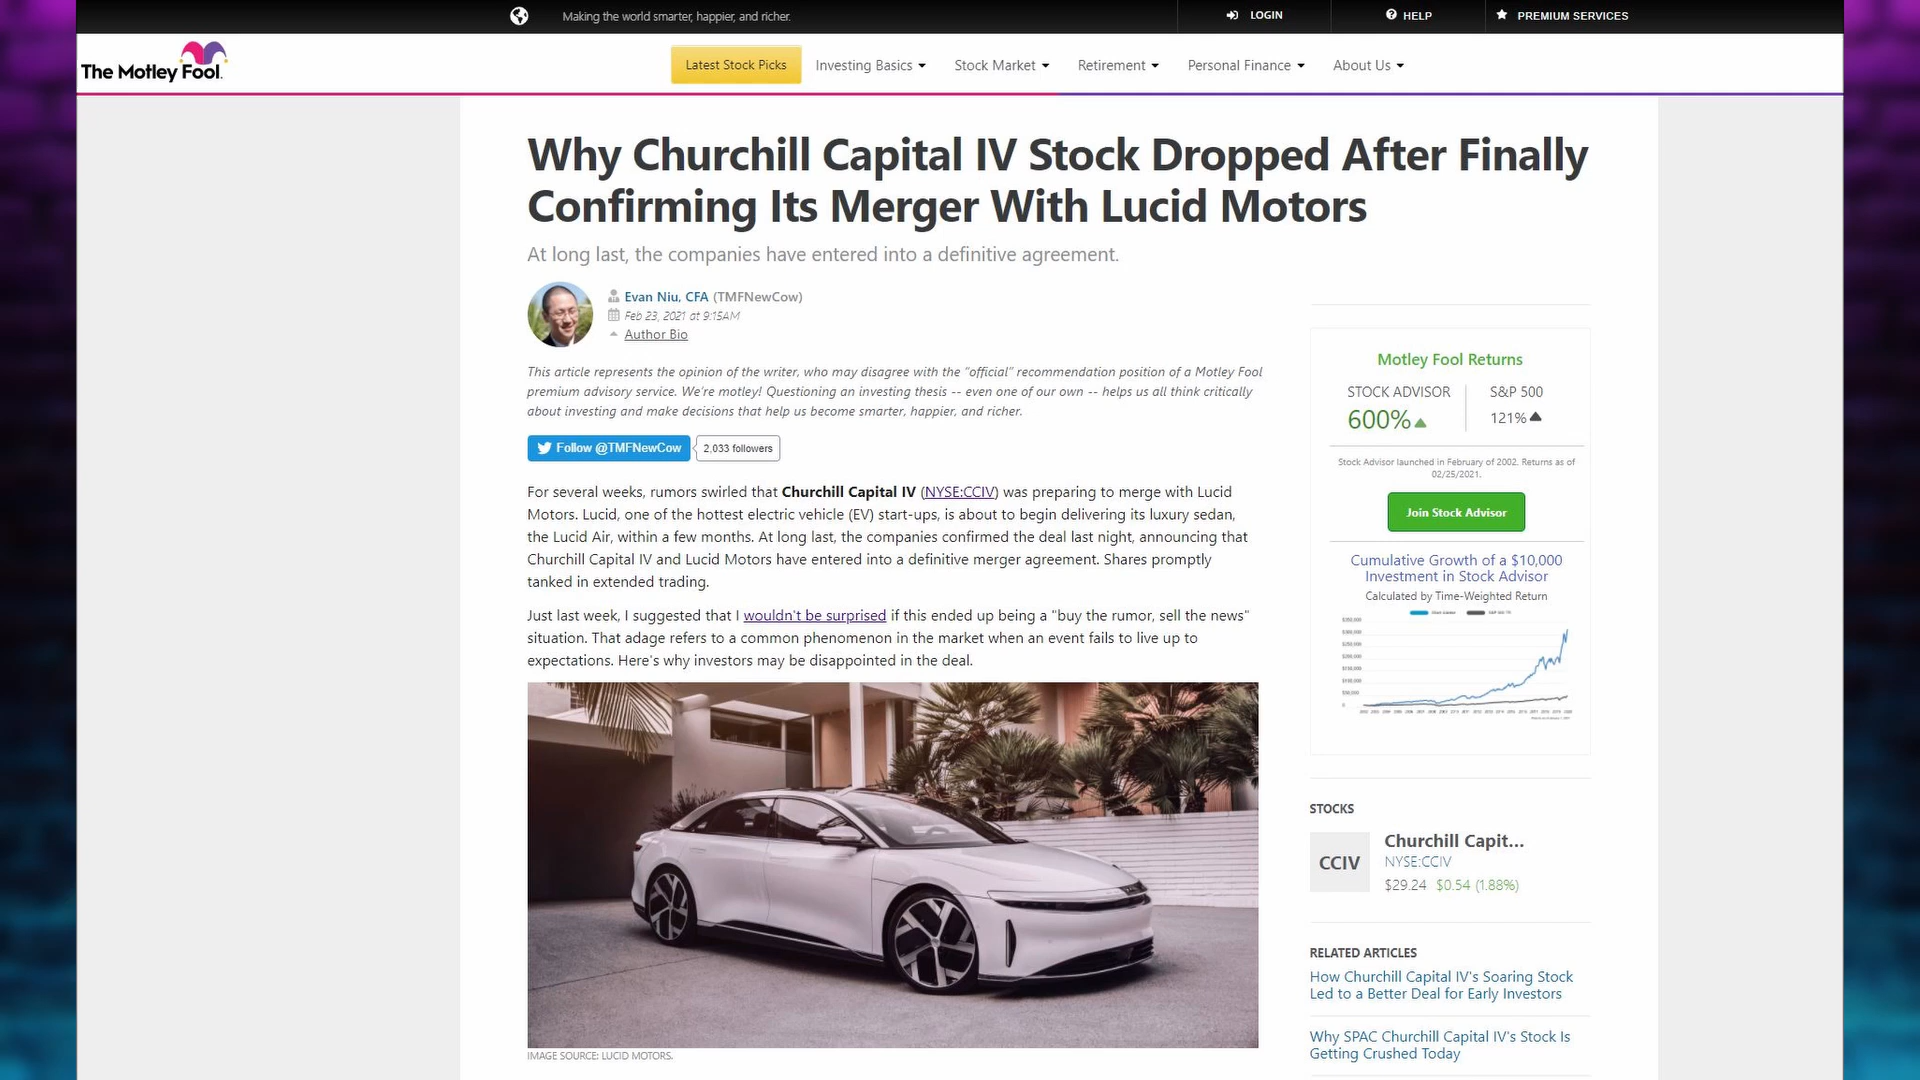 Making the world smarter, happier, and richer.
LOGIN
HELP
PREMIUM SERVICES
The Motley Fool.
Latest Stock Picks
Investing Basics
Stock Market
Retirement
Personal Finance
About Us
Why Churchill Capital IV Stock Dropped After Finally
Confirming Its Merger With Lucid Motors
At long last, the companies have entered into a definitive agreement.
Evan Niu, CFA (TMFNewCow)
Feb 23, 2021 at 9:15AM
Author Bio
This article represents the opinion of the writer, who may disagree with the “official” recommendation position of a Motley Fool
premium advisory service. We’re motley! Questioning an investing thesis -- even one of our own -- helps us all think critically
about investing and make decisions that help us become smarter, happier, and richer.
Follow @TMFNewCow
2,033 followers
For several weeks, rumors swirled that Churchill Capital IV (NYSE:CCIV) was preparing to merge with Lucid
Motors. Lucid, one of the hottest electric vehicle (EV) start-ups, is about to begin delivering its luxury sedan,
the Lucid Air, within a few months. At long last, the companies confirmed the deal last night, announcing that
Churchill Capital IV and Lucid Motors have entered into a definitive merger agreement. Shares promptly
tanked in extended trading.
Just last week, I suggested that I wouldn't be surprised if this ended up being a "buy the rumor, sell the news"
situation. That adage refers to a common phenomenon in the market when an event fails to live up to
expectations. Here's why investors may be disappointed in the deal.
IMAGE SOURCE: LUCID MOTORS.
Motley Fool Returns
STOCK ADVISOR
S&P 500
600%
121%
Stock Advisor launched in February of 2002. Returns as of
02/25/2021.
Join Stock Advisor
Cumulative Growth of a $10,000
Investment in Stock Advisor
Calculated by Time-Weighted Return
STOCKS
CCIV
Churchill Capit...
NYSE:CCIV
$29.24 $0.54 (1.88%)
RELATED ARTICLES
How Churchill Capital IV's Soaring Stock
Led to a Better Deal for Early Investors
Why SPAC Churchill Capital IV's Stock Is
Getting Crushed Today